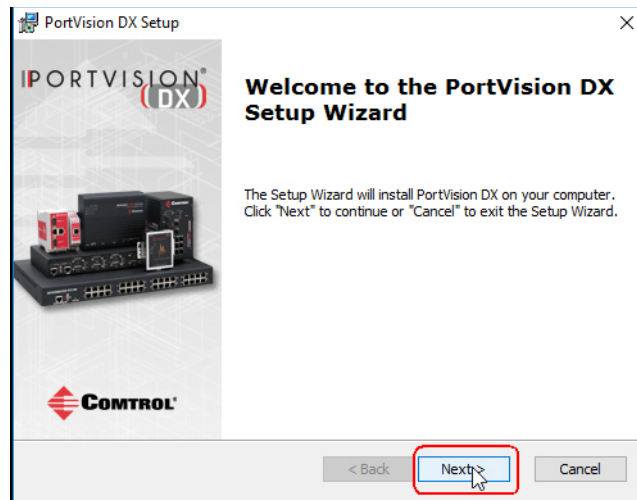 PortVision DX Setup
PORTVISION®
(DX)
Welcome to the PortVision DX
Setup Wizard
The Setup Wizard will install PortVision DX on your computer.
Click "Next" to continue or "Cancel" to exit the Setup Wizard.
COMTROL®
< Back
Next >
Cancel